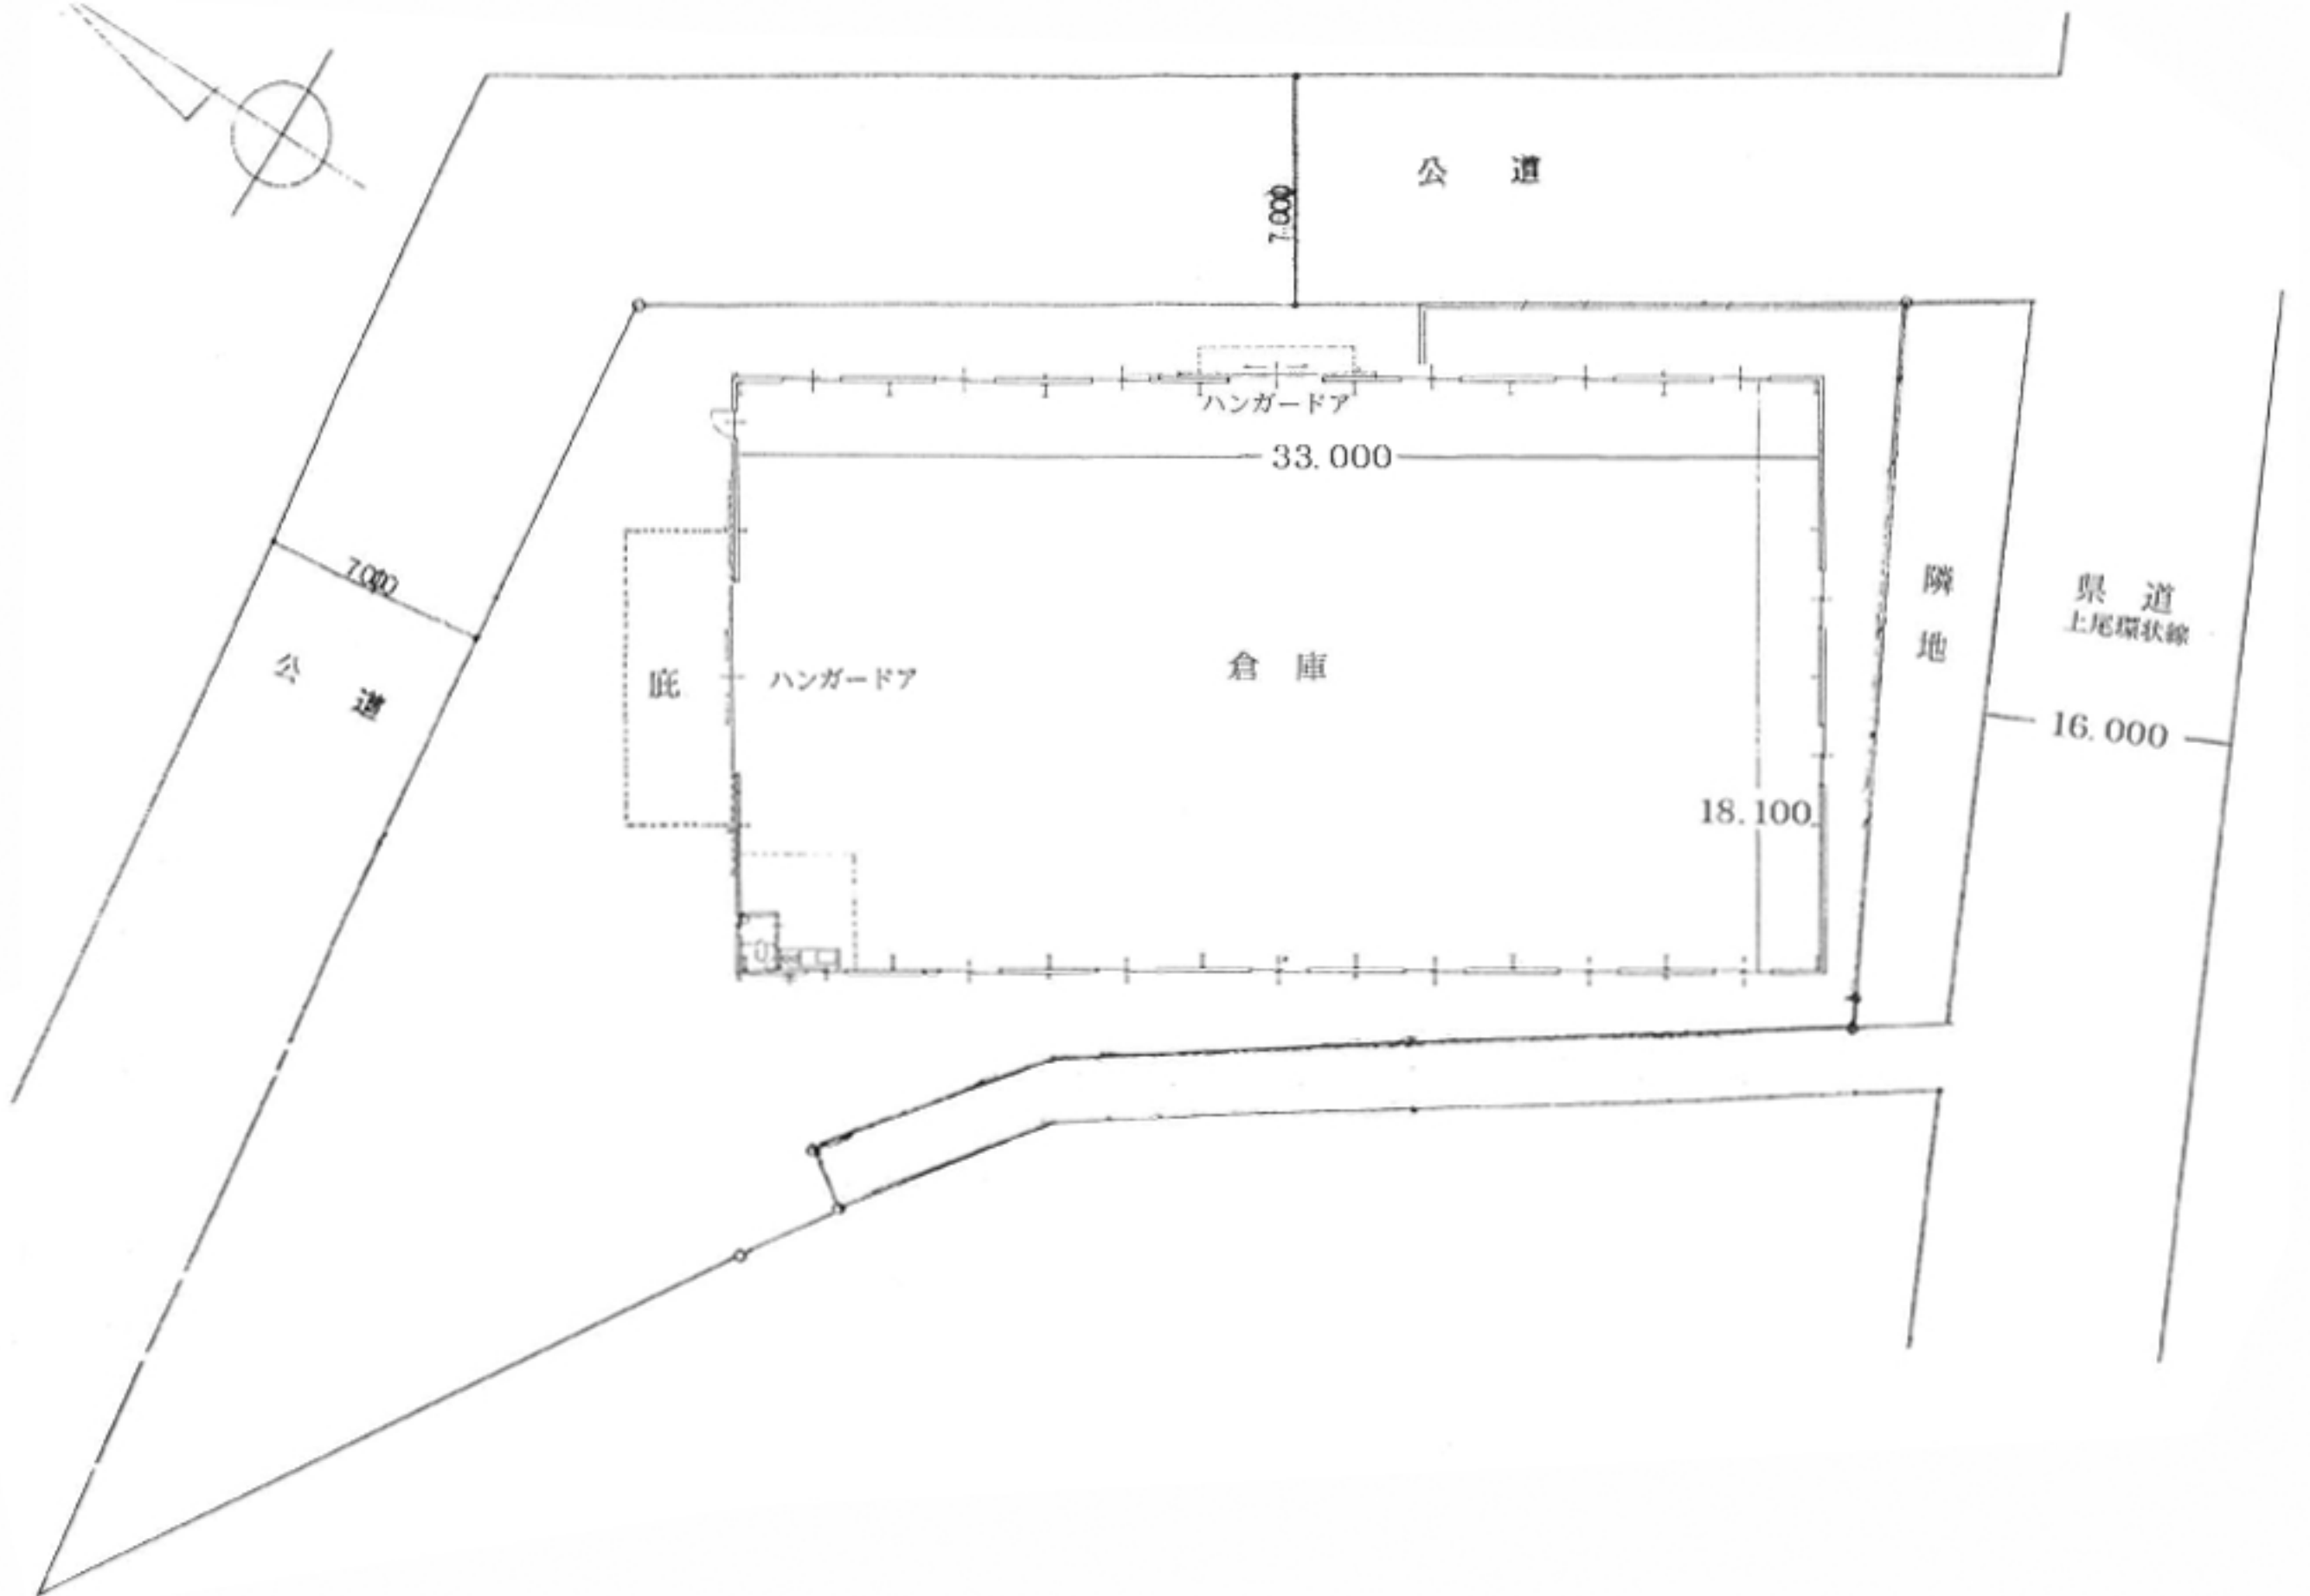 公 道
7.000
ハンガードア
33.000
7.000
公 道
庇
ハンガードア
倉 庫
隣地
県 道
上尾環状線
16.000
18.100